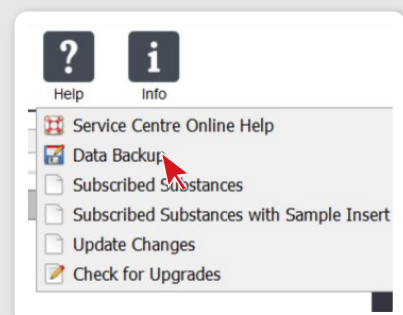 ?
i
Help
Info
Service Centre Online Help
Data Backup
Subscribed Substances
Subscribed Substances with Sample Insert
Update Changes
Check for Upgrades